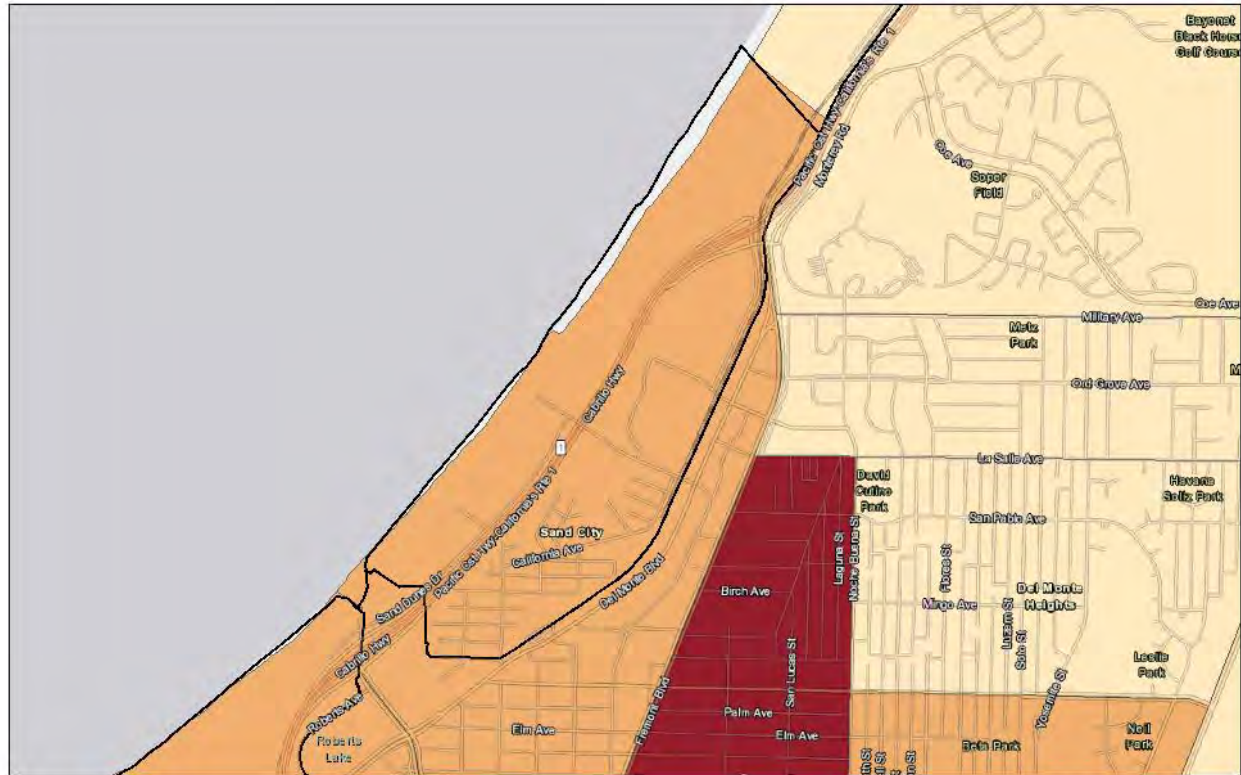 Bayonet
Black Horse
Golf Course
Pacific Cst Hwy-California's Rte 1
Monterey Rd
Coe Ave
Soper
Field
Coe Ave
Military Ave
Metz
Park
Ord Grove Ave
M
Cabrillo Hwy
1
La Salle Ave
David
Cutino
Park
Havana
Soliz Park
San Pablo Ave
Pacific Cst Hwy-California's Rte 1
Sand City
California Ave
Laguna St
Noche Buena St
Flores St
Birch Ave
Del Monte Blvd
Mingo Ave
Del Monte
Heights
Luzern St
Soto St
Sand Dunes Dr
Cabrillo Hwy
San Lucas St
Leslie
Park
Yosemite St
Roberts Ave
Fremont Blvd
Palm Ave
Elm Ave
Elm Ave
Roberts
Lake
Beta Park
Neil
Park